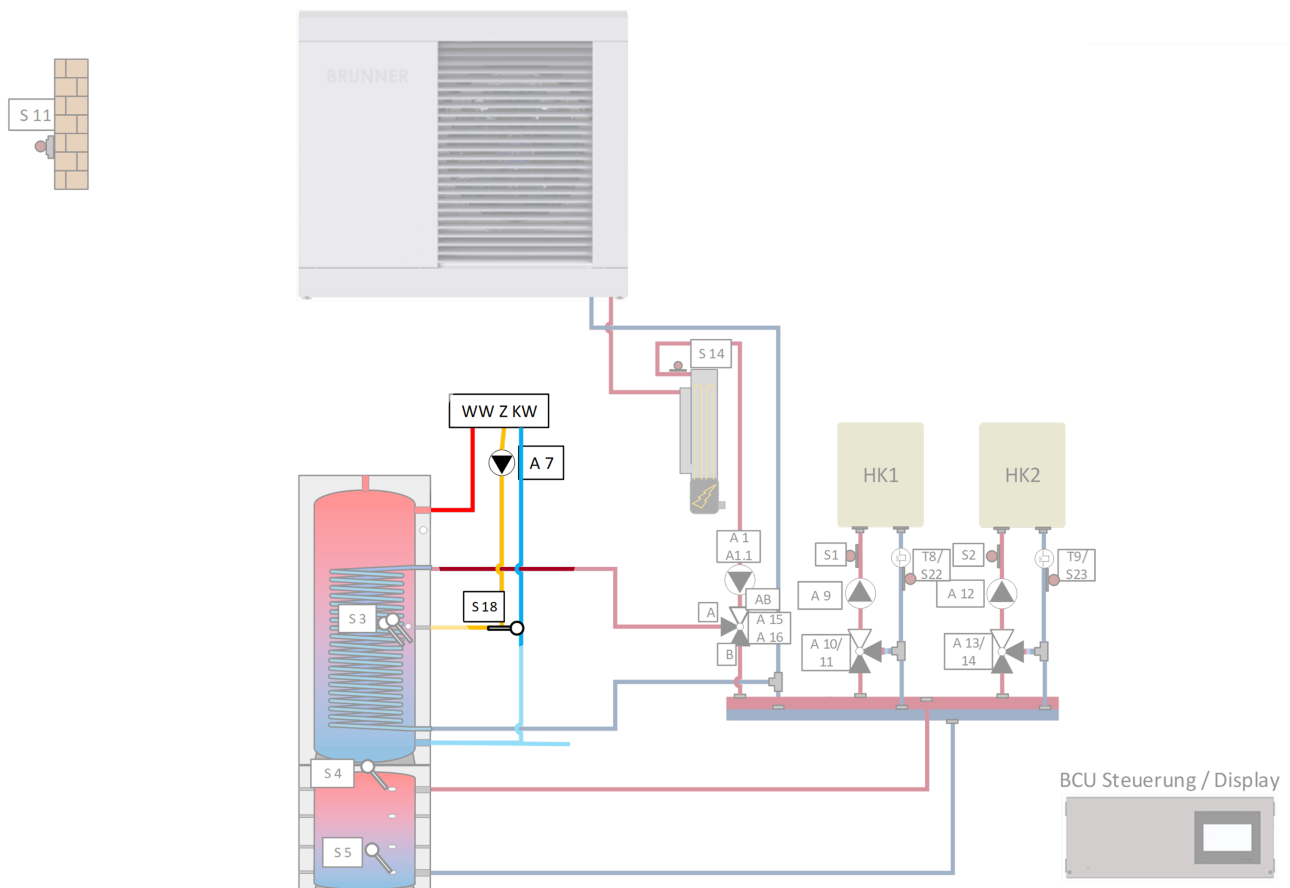 BRUNNER
S 11
S 14
WW Z KW
A 7
HK1
HK2
A 1
A1.1
S1
T8/
S22
S2
T9/
S23
A 9
A 12
AB
A
A 15
A 16
B
A 10/
11
A 13/
14
S 18
S 3
S 4
S 5
BCU Steuerung / Display